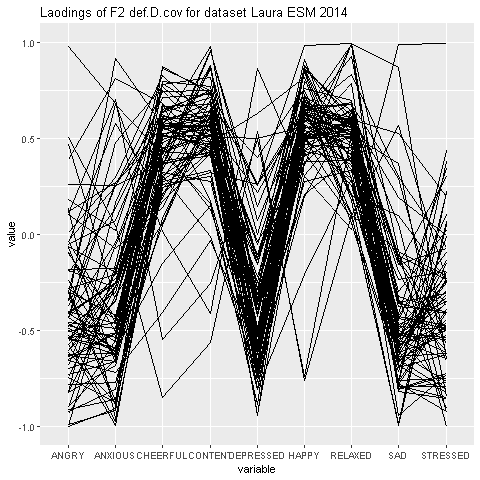 Laodings of F2 def.D.cov for dataset Laura ESM 2014
1.0
0.5
0.0
-0.5
-1.0
value
ANGRY ANXIOUS CHEERFUL CONTENT DEPRESSED HAPPY RELAXED SAD STRESSED
variable